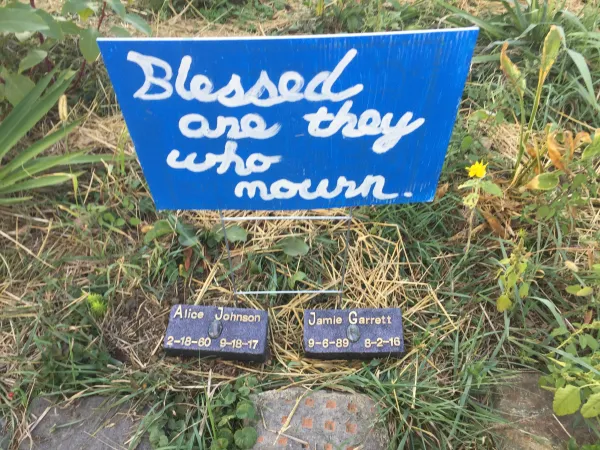 Blessed
are they
who
mourn.
Alice Johnson
2-18-60 9-18-17
Jamie Garrett
9-6-89 8-2-16